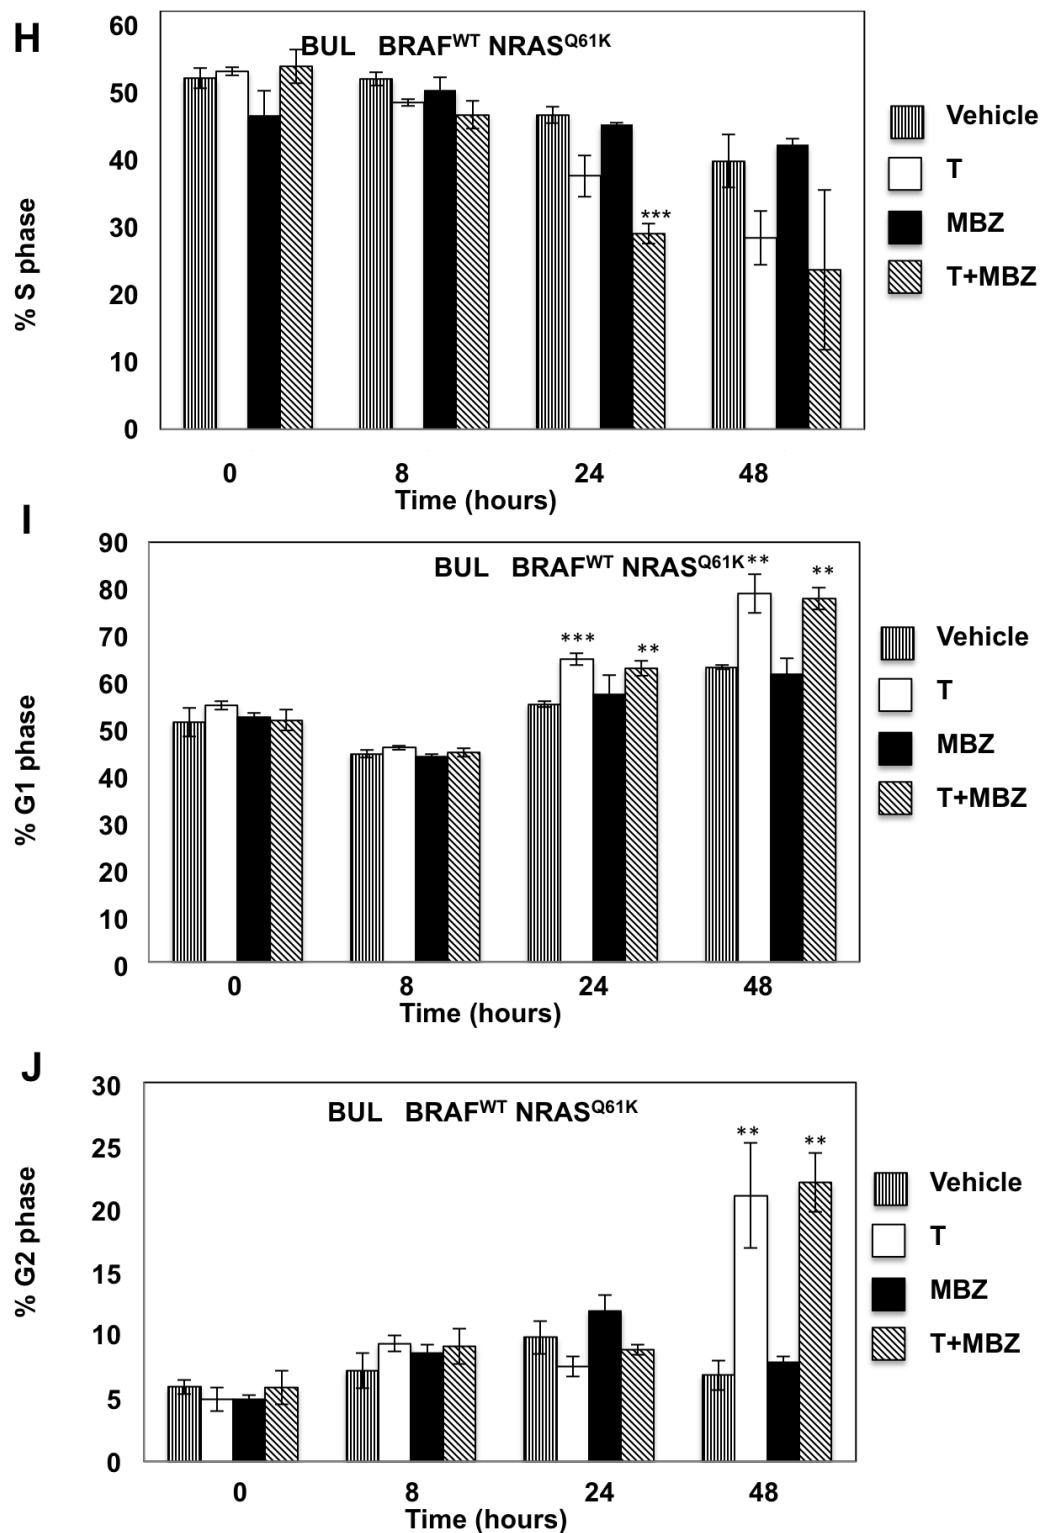 H
BUL BRAFWT NRASQ61K
60
50
40
30
20
10
0
% S phase
***
0 8 24 48
Time (hours)
Vehicle
T
MBZ
T+MBZ
I
BUL BRAFWT NRASQ61K
90
80
70
60
50
40
30
20
10
0
% G1 phase
*** ** ** **
0 8 24 48
Time (hours)
Vehicle
T
MBZ
T+MBZ
J
BUL BRAFWT NRASQ61K
30
25
20
15
10
5
0
% G2 phase
** **
0 8 24 48
Time (hours)
Vehicle
T
MBZ
T+MBZ